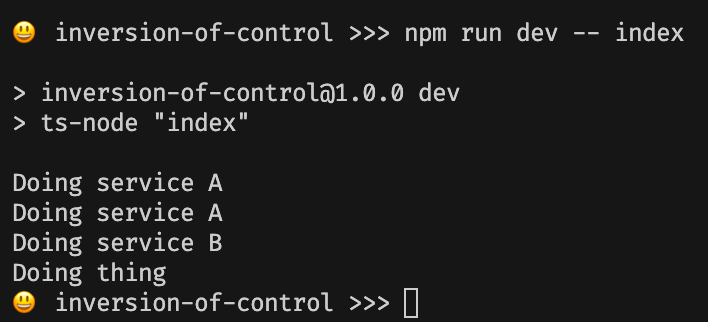 😃 inversion-of-control >>> npm run dev -- index
> inversion-of-control@1.0.0 dev
> ts-node "index"
Doing service A
Doing service A
Doing service B
Doing thing
😃 inversion-of-control >>>